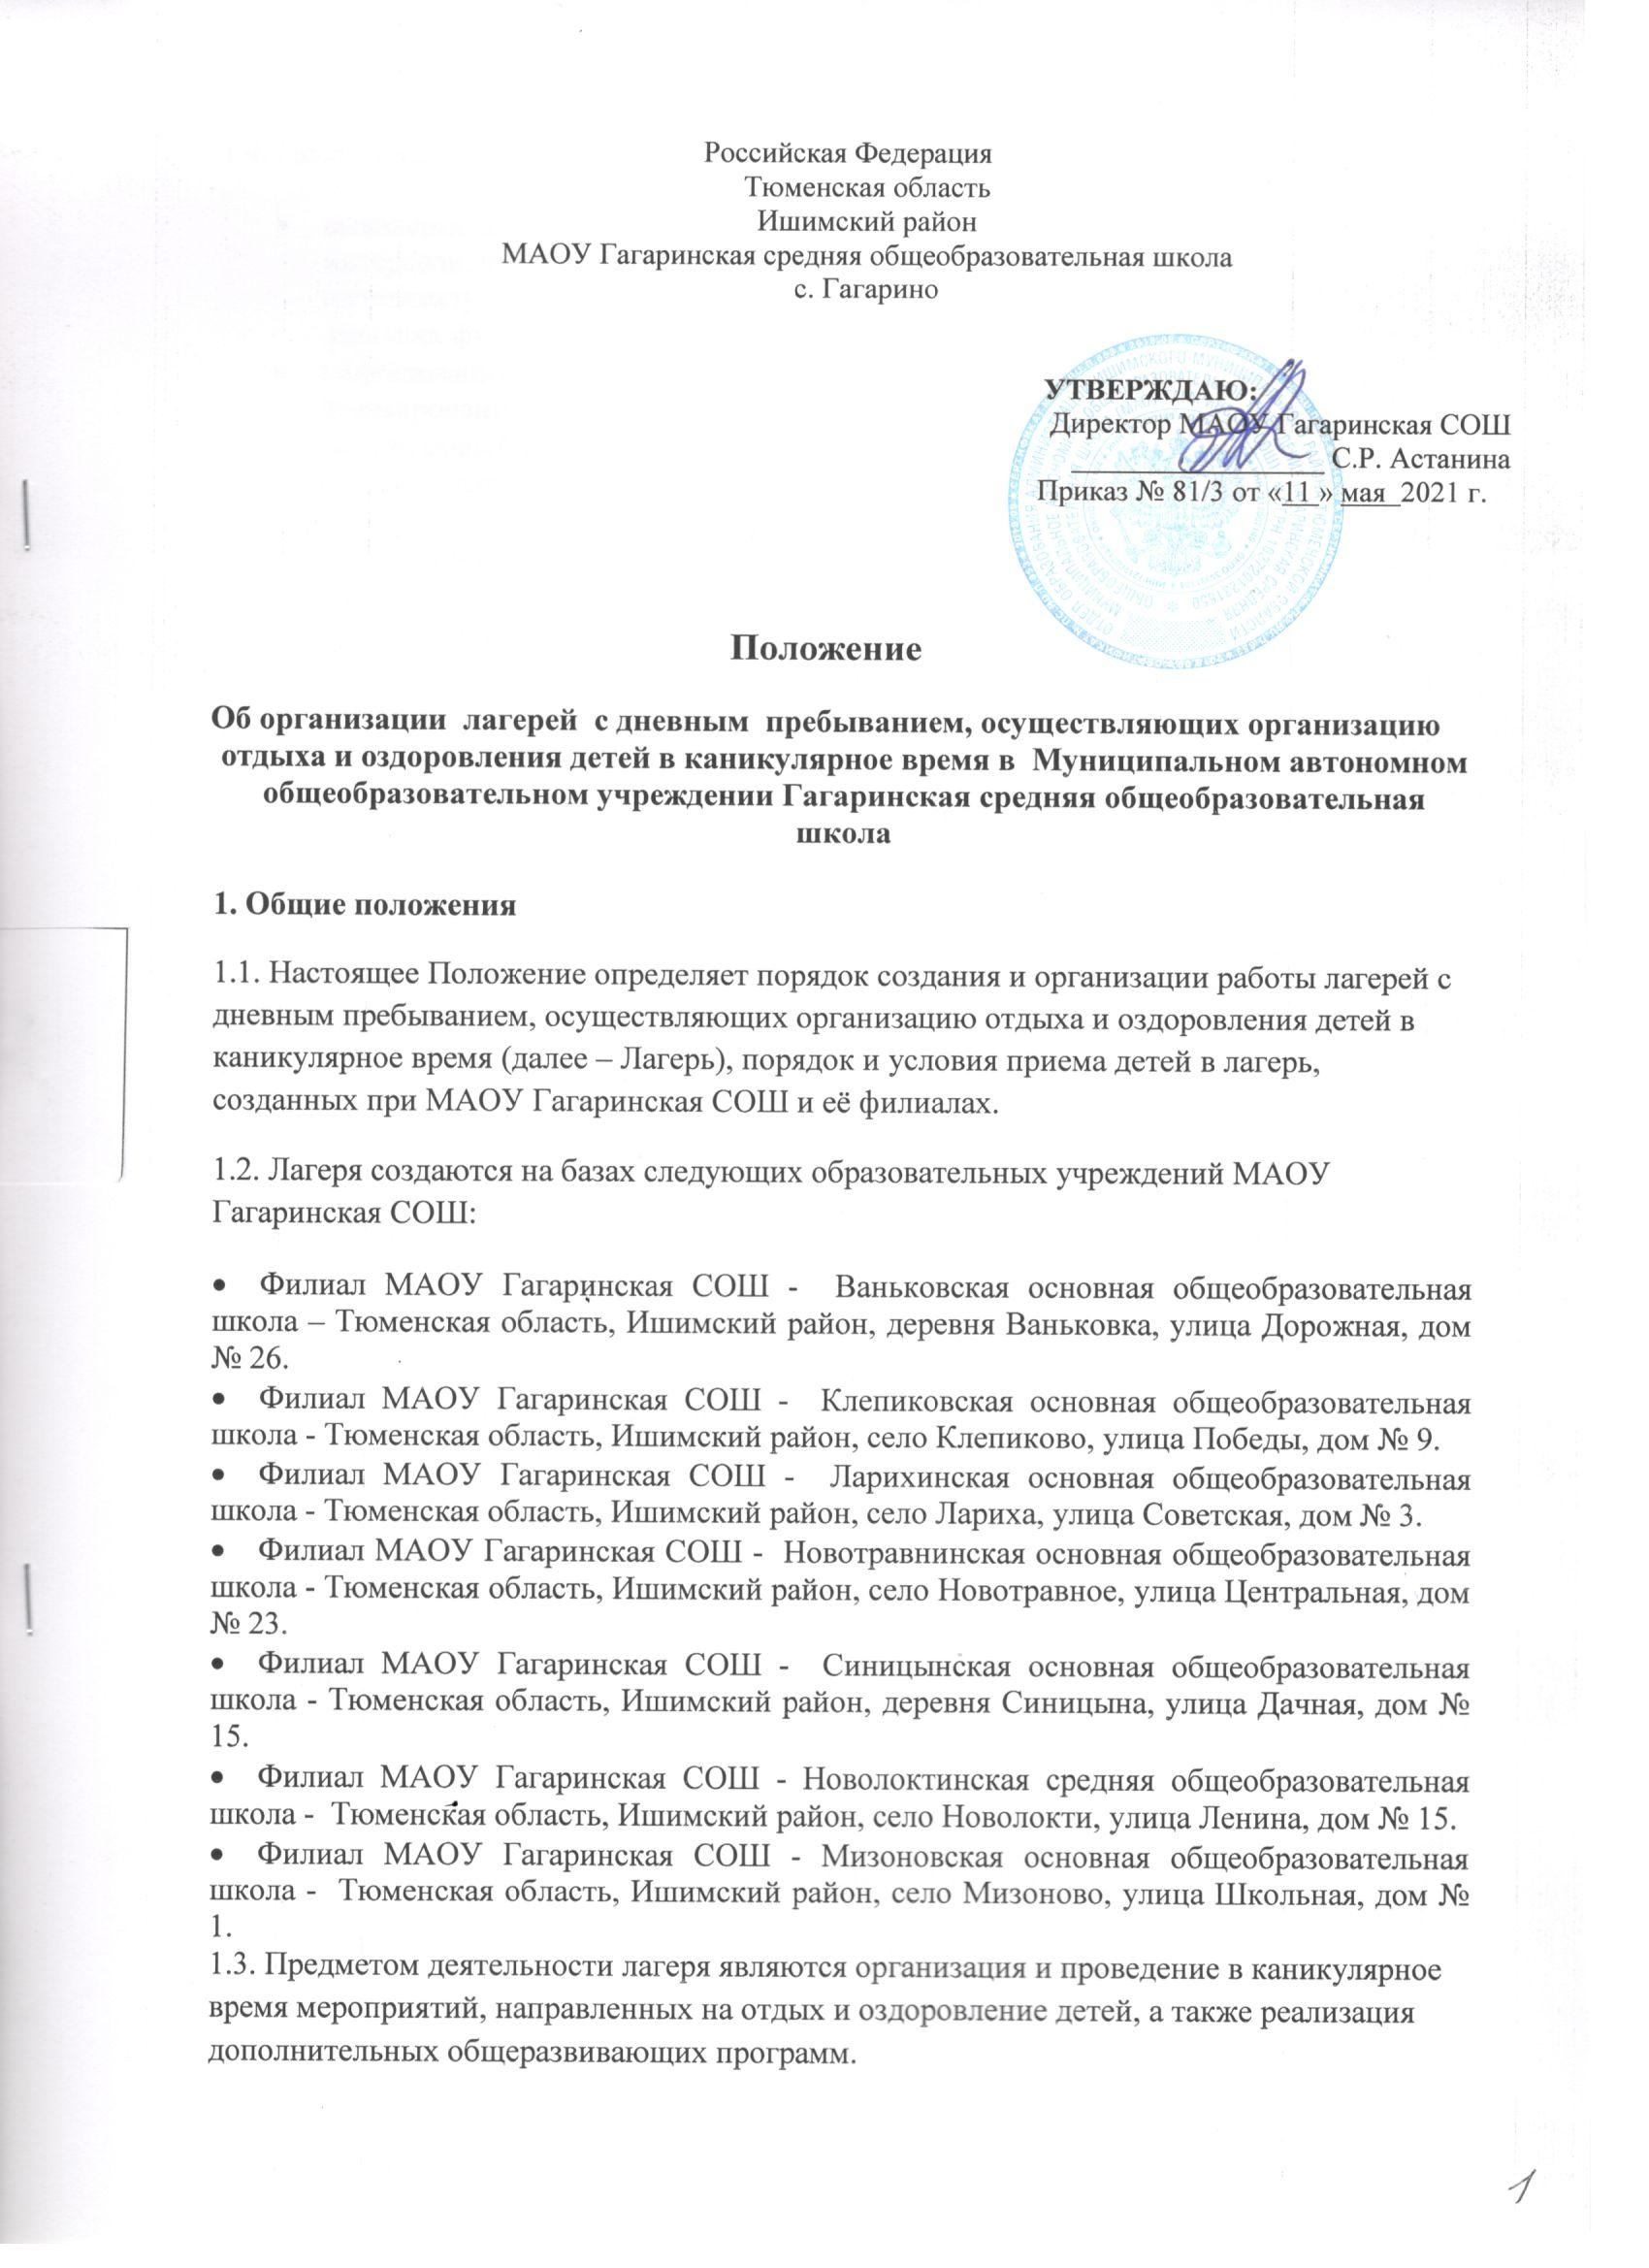 Российская Федерация
Тюменская область
Ишимский район
МАОУ Гагаринская средняя общеобразовательная школа
с. Гагарино
УТВЕРЖДАЮ:
Директор МАОУ Гагаринская СОШ
__________________ С.Р. Астанина
Приказ № 81/3 от «11 » мая 2021 г.
Положение
Об организации лагерей с дневным пребыванием, осуществляющих организацию
отдыха и оздоровления детей в каникулярное время в Муниципальном автономном
общеобразовательном учреждении Гагаринская средняя общеобразовательная
школа
1. Общие положения
1.1. Настоящее Положение определяет порядок создания и организации работы лагерей с
дневным пребыванием, осуществляющих организацию отдыха и оздоровления детей в
каникулярное время (далее – Лагерь), порядок и условия приема детей в лагерь,
созданных при МАОУ Гагаринская СОШ и её филиалах.
1.2. Лагеря создаются на базах следующих образовательных учреждений МАОУ
Гагаринская СОШ:
• Филиал МАОУ Гагаринская СОШ - Ваньковская основная общеобразовательная
школа – Тюменская область, Ишимский район, деревня Ваньковка, улица Дорожная, дом
№ 26.
• Филиал МАОУ Гагаринская СОШ - Клепиковская основная общеобразовательная
школа - Тюменская область, Ишимский район, село Клепиково, улица Победы, дом № 9.
• Филиал МАОУ Гагаринская СОШ - Ларихинская основная общеобразовательная
школа - Тюменская область, Ишимский район, село Лариха, улица Советская, дом № 3.
• Филиал МАОУ Гагаринская СОШ - Новотравнинская основная общеобразовательная
школа - Тюменская область, Ишимский район, село Новотравное, улица Центральная, дом
№ 23.
• Филиал МАОУ Гагаринская СОШ - Синицынская основная общеобразовательная
школа - Тюменская область, Ишимский район, деревня Синицына, улица Дачная, дом №
15.
• Филиал МАОУ Гагаринская СОШ - Новолоктинская средняя общеобразовательная
школа - Тюменская область, Ишимский район, село Новолокти, улица Ленина, дом № 15.
• Филиал МАОУ Гагаринская СОШ - Мизоновская основная общеобразовательная
школа - Тюменская область, Ишимский район, село Мизоново, улица Школьная, дом №
1.
1.3. Предметом деятельности лагеря являются организация и проведение в каникулярное
время мероприятий, направленных на отдых и оздоровление детей, а также реализация
дополнительных общеразвивающих программ.
1